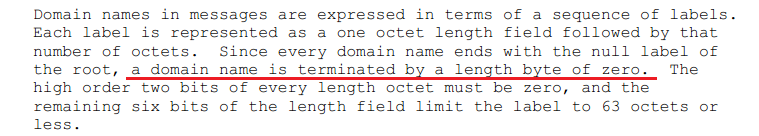 Domain names in messages are expressed in terms of a sequence of labels.
Each label is represented as a one octet length field followed by that
number of octets.  Since every domain name ends with the null label of
the root, a domain name is terminated by a length byte of zero.  The
high order two bits of every length octet must be zero, and the
remaining six bits of the length field limit the label to 63 octets or
less.